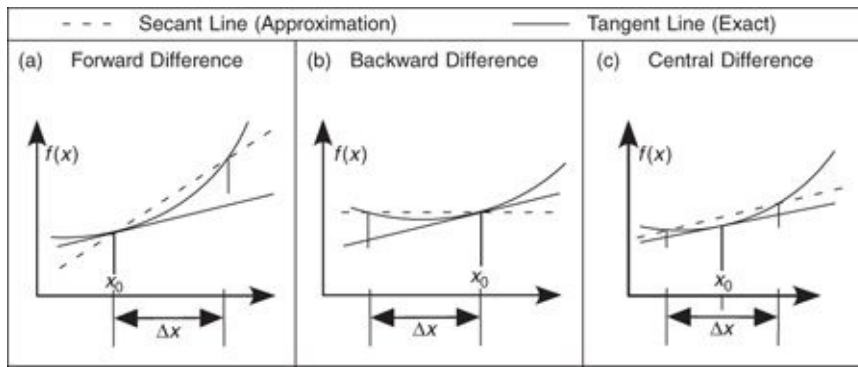 Secant Line (Approximation) Tangent Line (Exact)
(a) Forward Difference
f(x)
x₀
Δx
(b) Backward Difference
f(x)
x₀
Δx
(c) Central Difference
f(x)
x₀
Δx